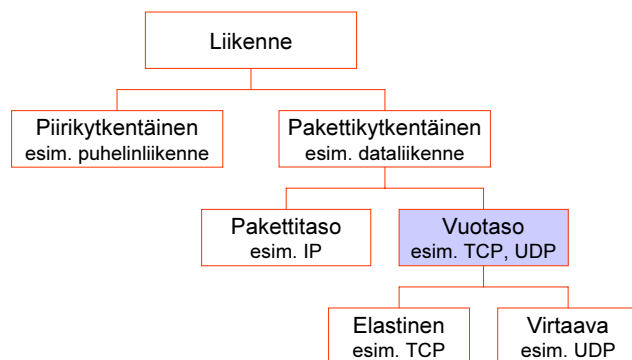 Liikenne
Piirikytkentäinen
esim. puhelinliikenne
Pakettikytkentäinen
esim. dataliikenne
Pakettitaso
esim. IP
Vuotaso
esim. TCP, UDP
Elastinen
esim. TCP
Virtaava
esim. UDP